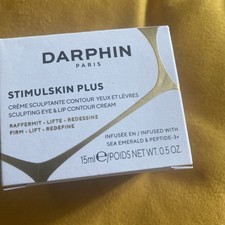 DARPHIN
PARIS
STIMULSKIN PLUS
CRÈME SCULPTANTE CONTOUR YEUX ET LÈVRES
SCULPTING EYE & LIP CONTOUR CREAM
RAFFERMIT - LIFTE - REDESSINE
FIRM - LIFT - REDEFINE
INFUSÉE EN / INFUSED WITH
SEA EMERALD & PEPTIDE-3+
15ml ℮/POIDS NET WT. 0.5 OZ.